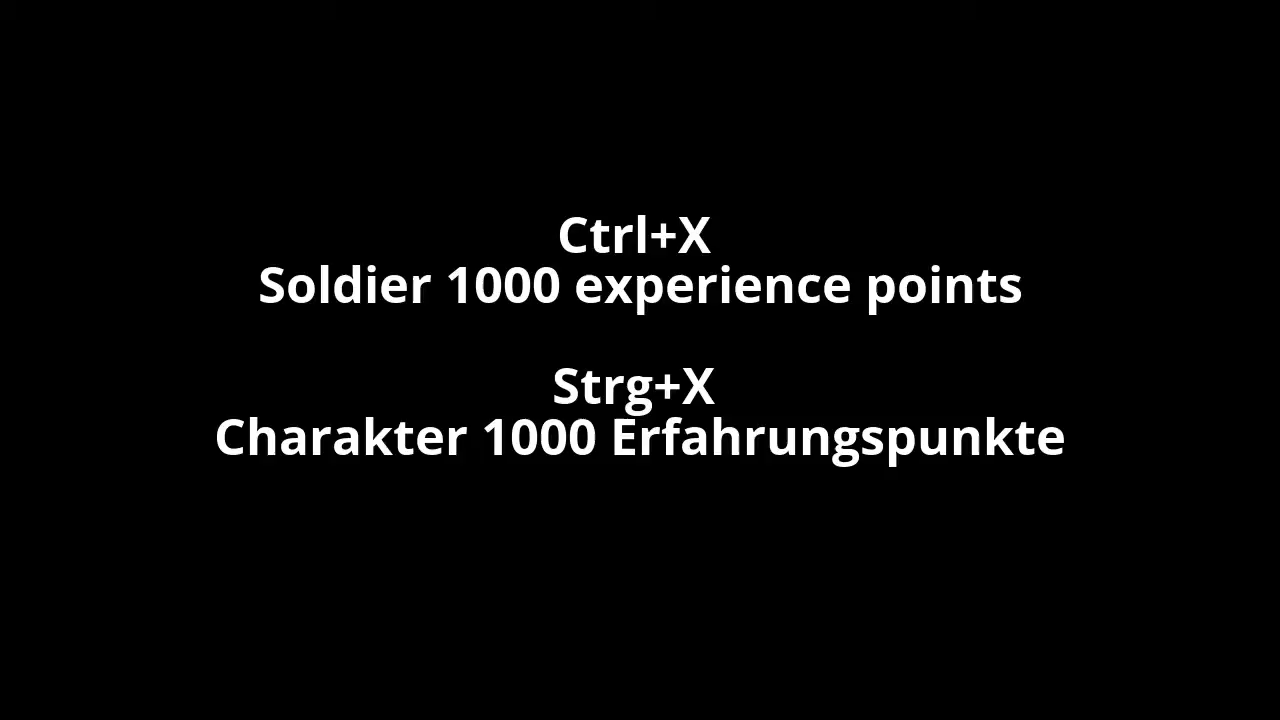 Ctrl+X
Soldier 1000 experience points
Strg+X
Charakter 1000 Erfahrungspunkte